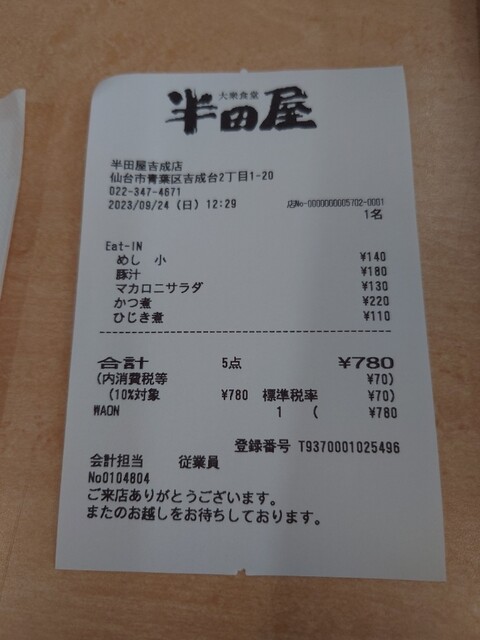 大衆食堂
半田屋
半田屋吉成店
仙台市青葉区吉成台2丁目1-20
022-347-4671
2023/09/24 (日) 12:29 店No-0000000005702-0001
1名
Eat-IN
めし 小 ¥140
豚汁 ¥180
マカロニサラダ ¥130
かつ煮 ¥220
ひじき煮 ¥110
合計 5点 ¥780
(内消費税等 ¥70)
(10%対象 ¥780 標準税率 ¥70)
WAON 1 ( ¥780
登録番号 T9370001025496
会計担当 従業員
No0104804
ご来店ありがとうございます。
またのお越しをお待ちしております。